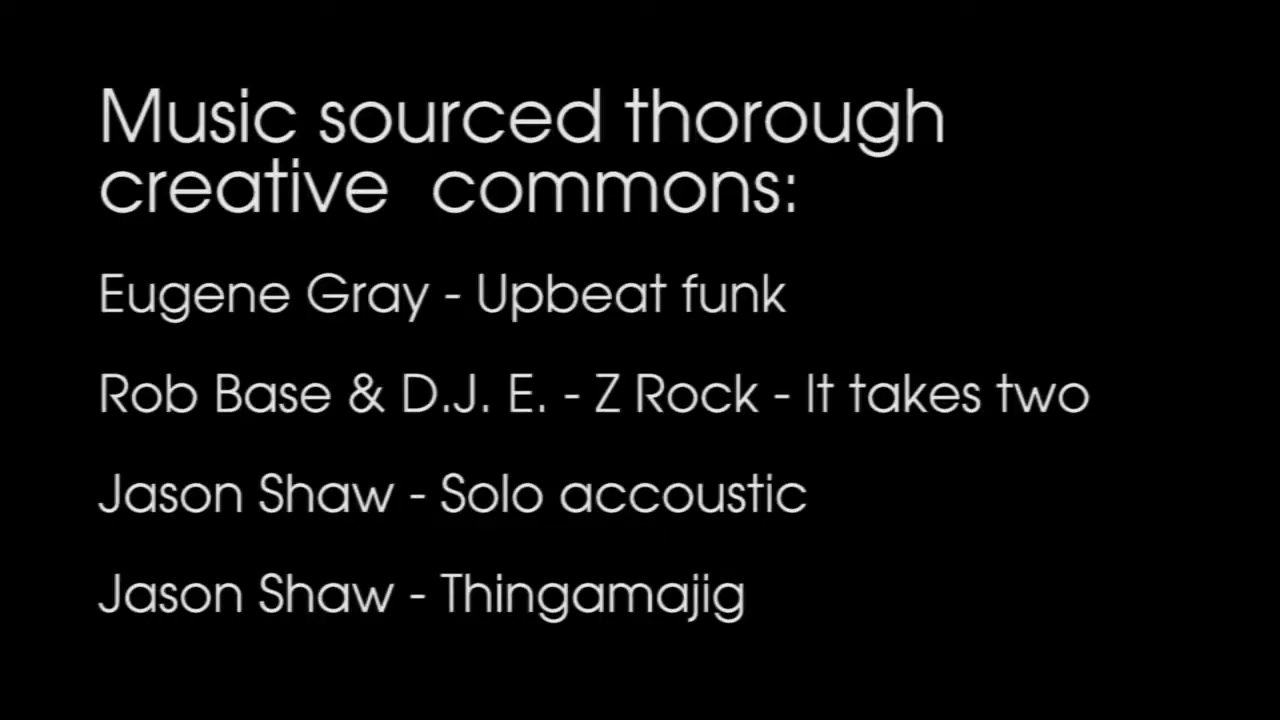 Music sourced thorough
creative commons:
Eugene Gray - Upbeat funk
Rob Base & D.J. E. - Z Rock - It takes two
Jason Shaw - Solo accoustic
Jason Shaw - Thingamajig